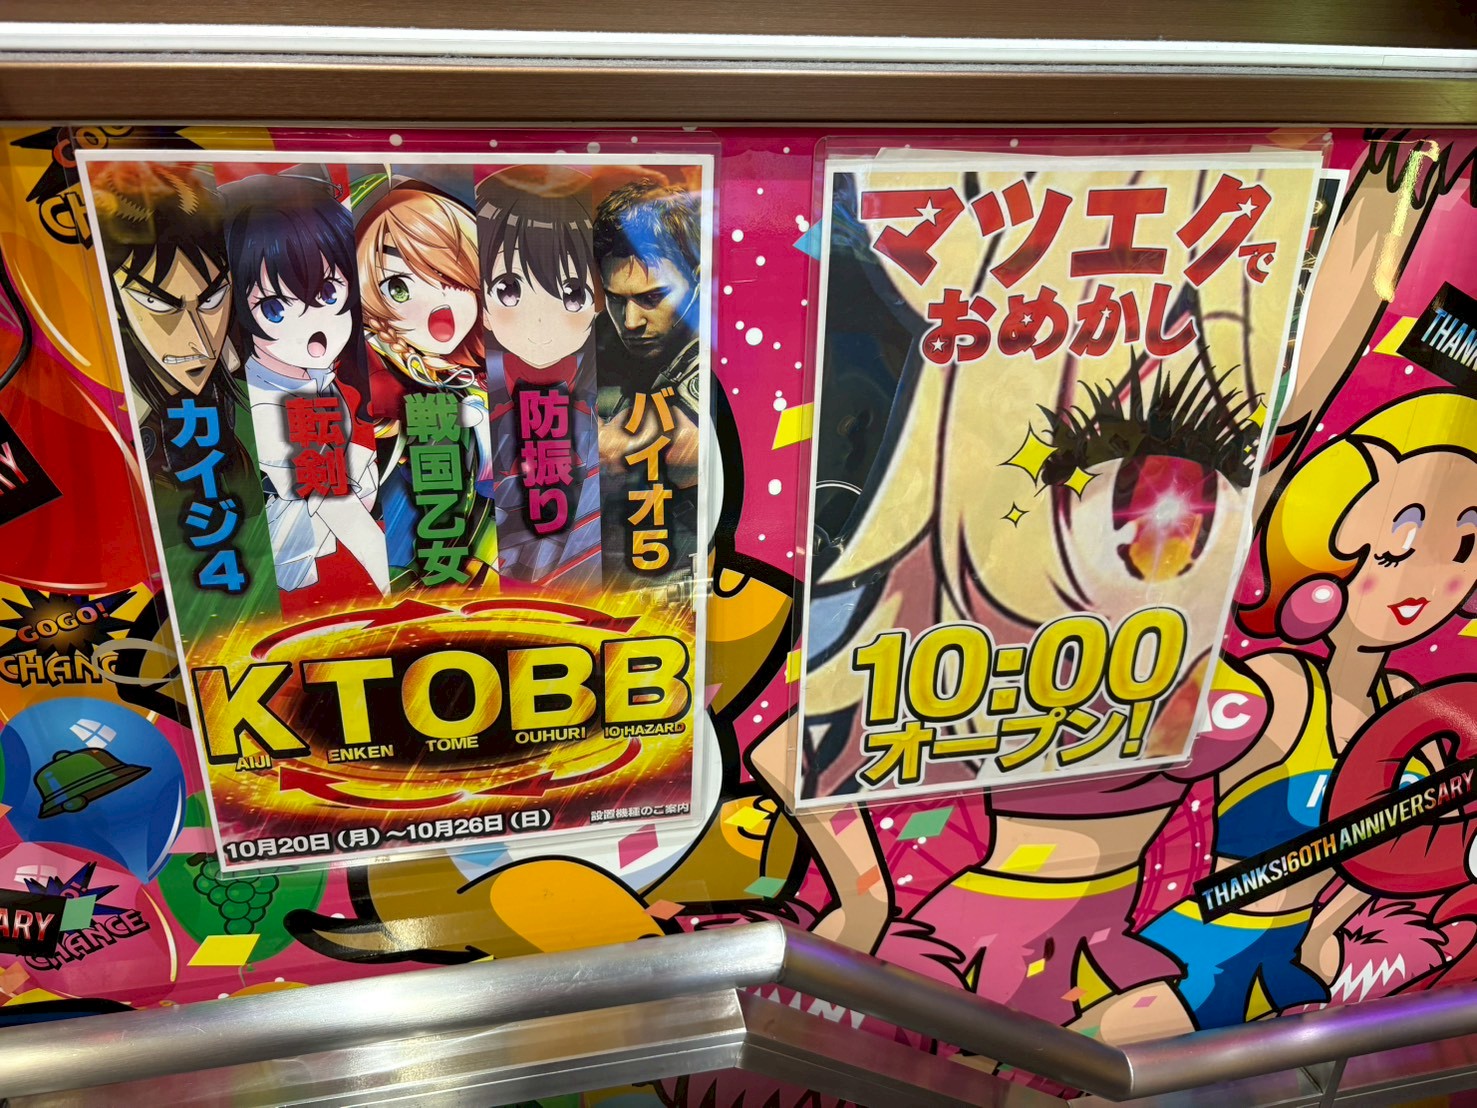 カイジ4
転剣
戦国乙女
防振り
バイオ5
KTOBB
AIJI ENKEN TOME OUHURI IO HAZARD
設置機種のご案内
10月20日(月)~10月26日(日)
マツエクで
おめかし
10:00
オープン!
GOGO!
CHANC
CHANCE
ARY
THANK
THANKS!60TH ANNIVERSARY